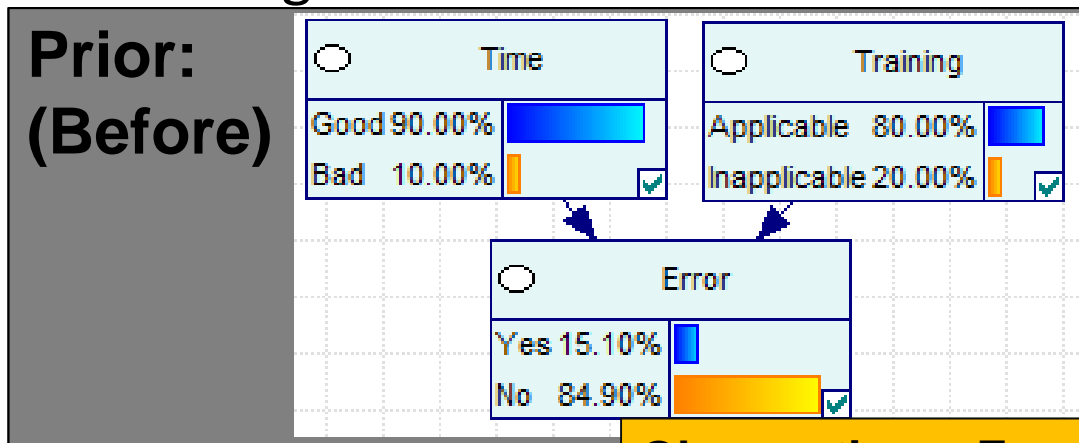 Prior:
(Before)
Time
Good 90.00%
Bad 10.00%
Training
Applicable 80.00%
Inapplicable 20.00%
Error
Yes 15.10%
No 84.90%